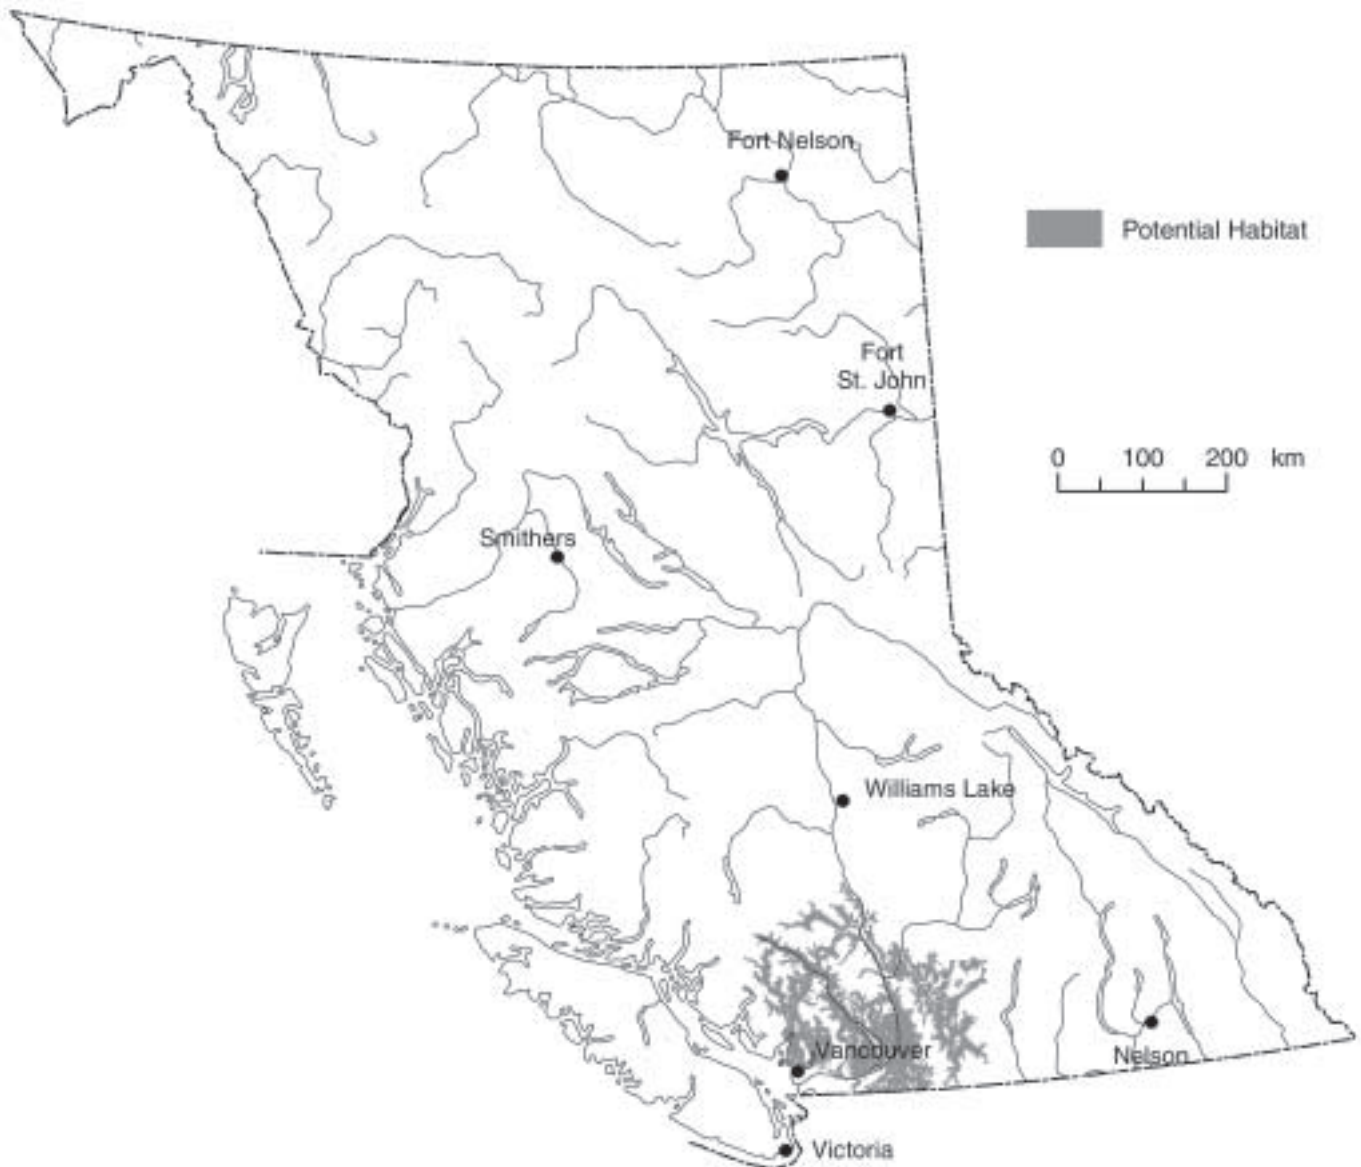 Fort Nelson
Potential Habitat
Fort
St. John
0 100 200 km
Smithers
Williams Lake
Vancouver
Nelson
Victoria